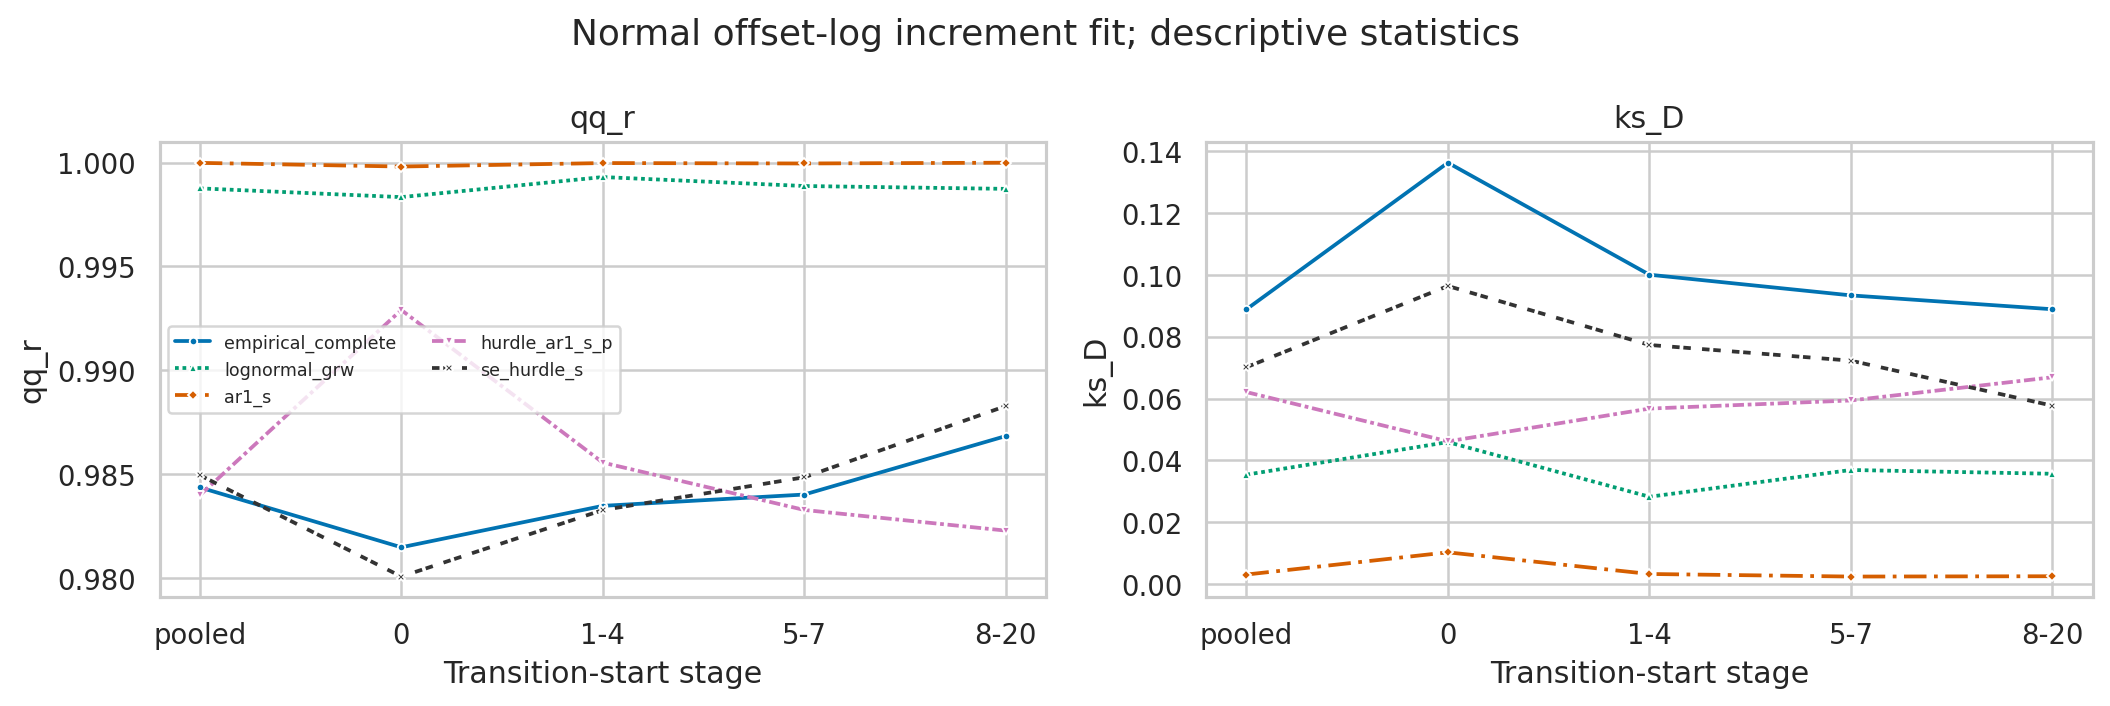 Normal offset-log increment fit; descriptive statistics
qq_r
qq_r
1.000
0.995
0.990
0.985
0.980
empirical_complete
lognormal_grw
ar1_s
hurdle_ar1_s_p
se_hurdle_s
pooled 0 1-4 5-7 8-20
Transition-start stage
ks_D
ks_D
0.14
0.12
0.10
0.08
0.06
0.04
0.02
0.00
pooled 0 1-4 5-7 8-20
Transition-start stage